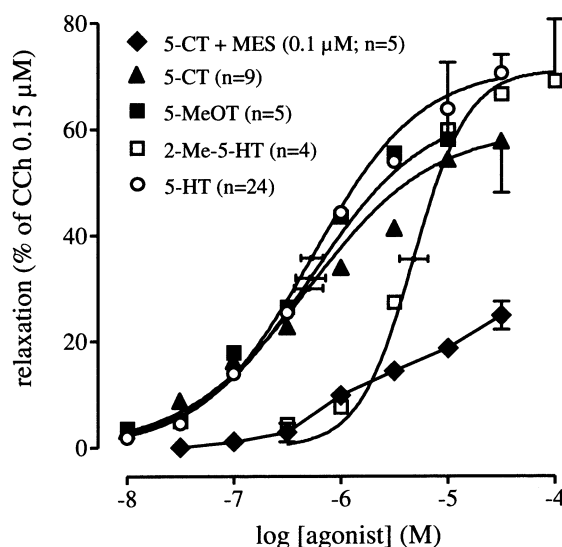 80
60
40
20
0
relaxation (% of CCh 0.15 µM)
5-CT + MES (0.1 µM; n=5)
5-CT (n=9)
5-MeOT (n=5)
2-Me-5-HT (n=4)
5-HT (n=24)
-8 -7 -6 -5 -4
log [agonist] (M)